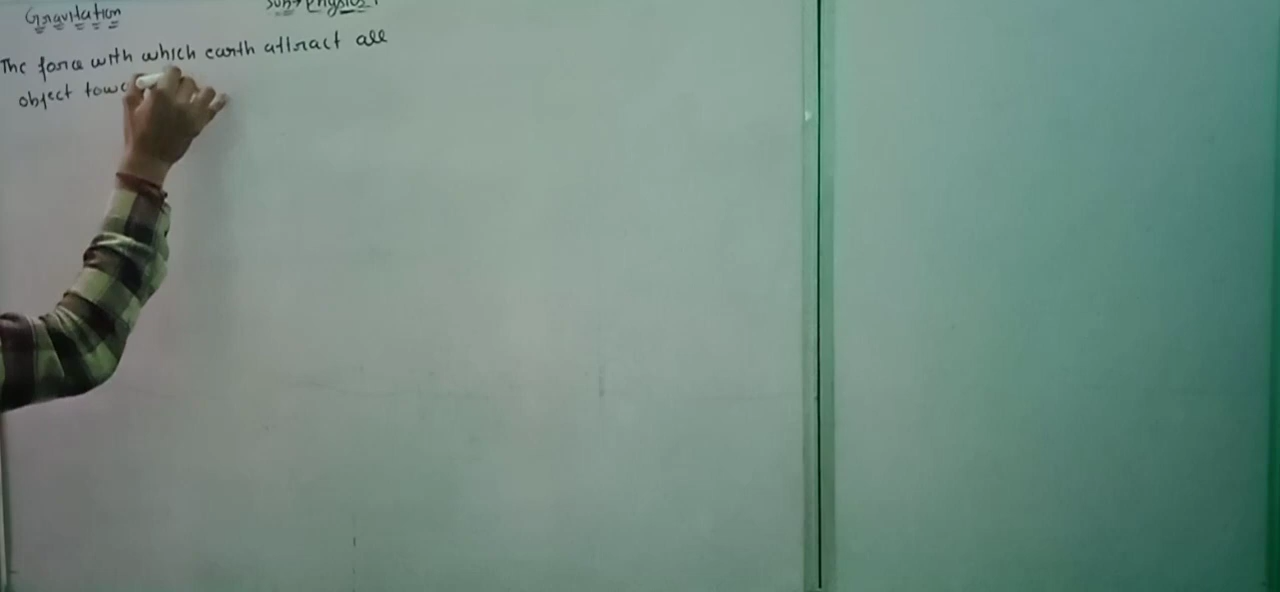 Gravitation
Sub→ Physics.
The force with which earth attract all
object towa